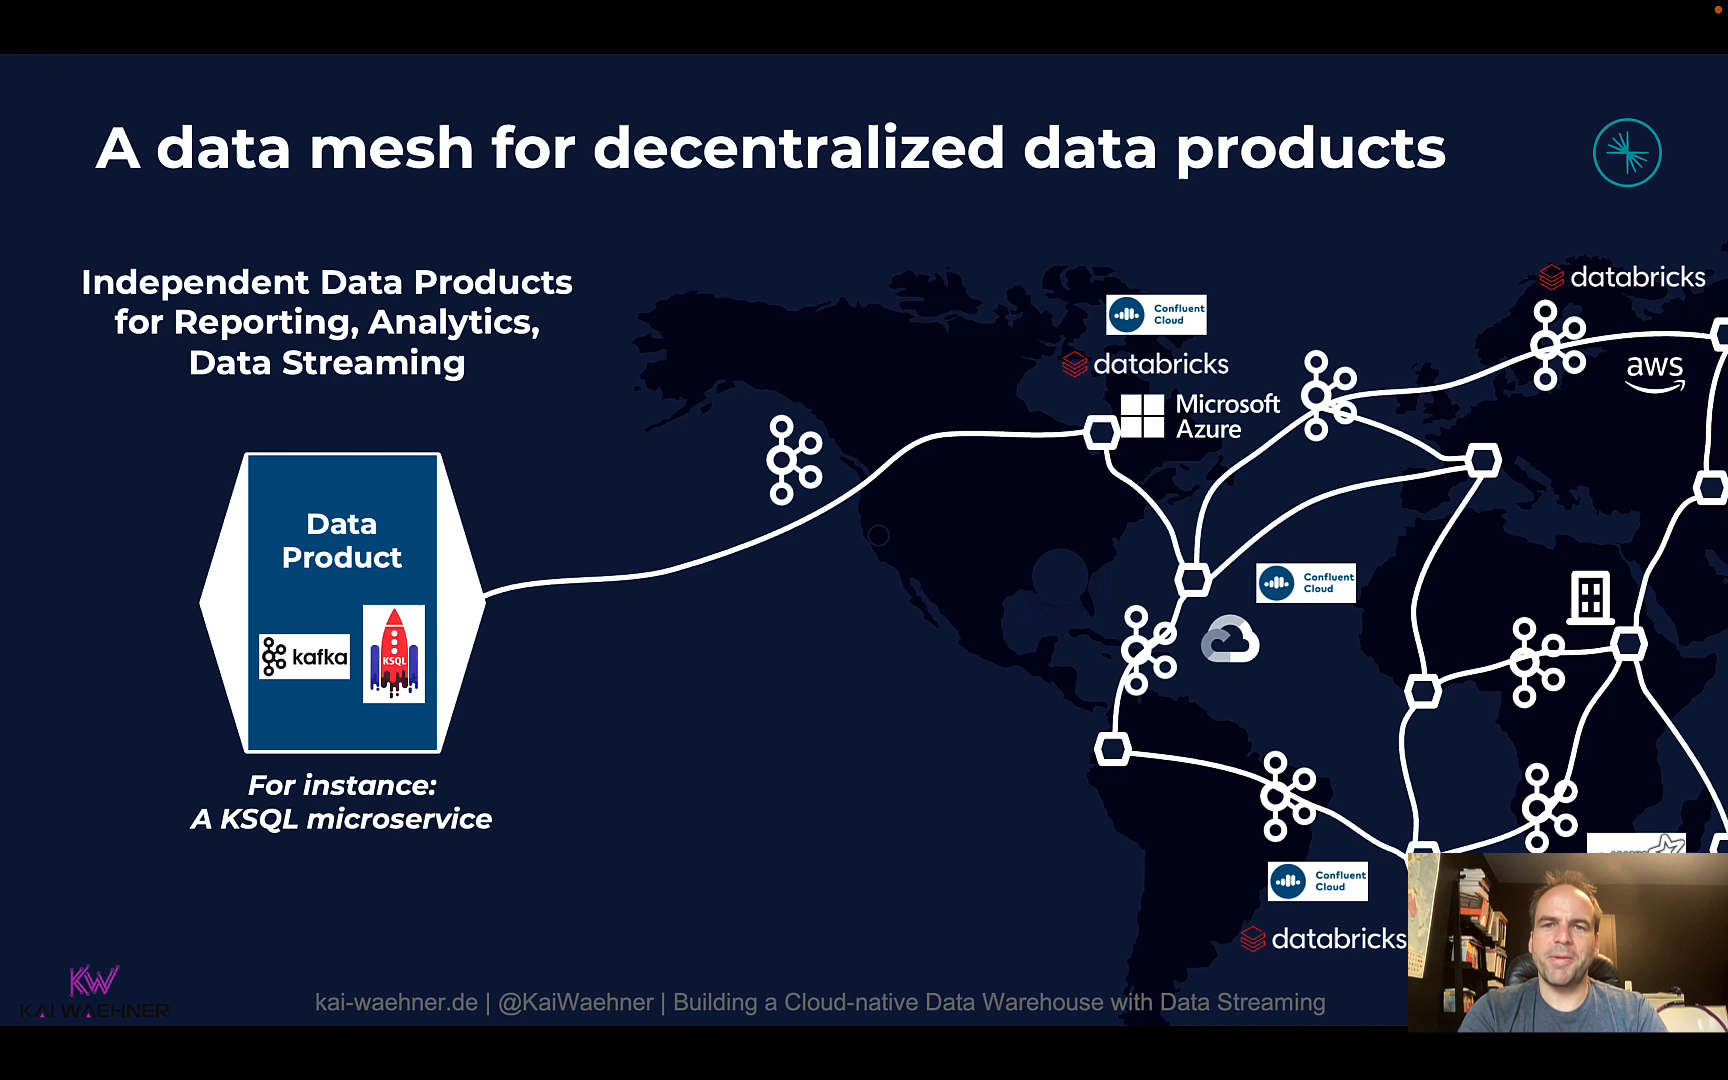 A data mesh for decentralized data products
Independent Data Products
for Reporting, Analytics,
Data Streaming
Data
Product
kafka
KSQL
For instance:
A KSQL microservice
Confluent
Cloud
databricks
Microsoft
Azure
databricks
aws
Confluent
Cloud
Confluent
Cloud
databricks
KW
KAI WAEHNER
kai-waehner.de | @KaiWaehner | Building a Cloud-native Data Warehouse with Data Streaming